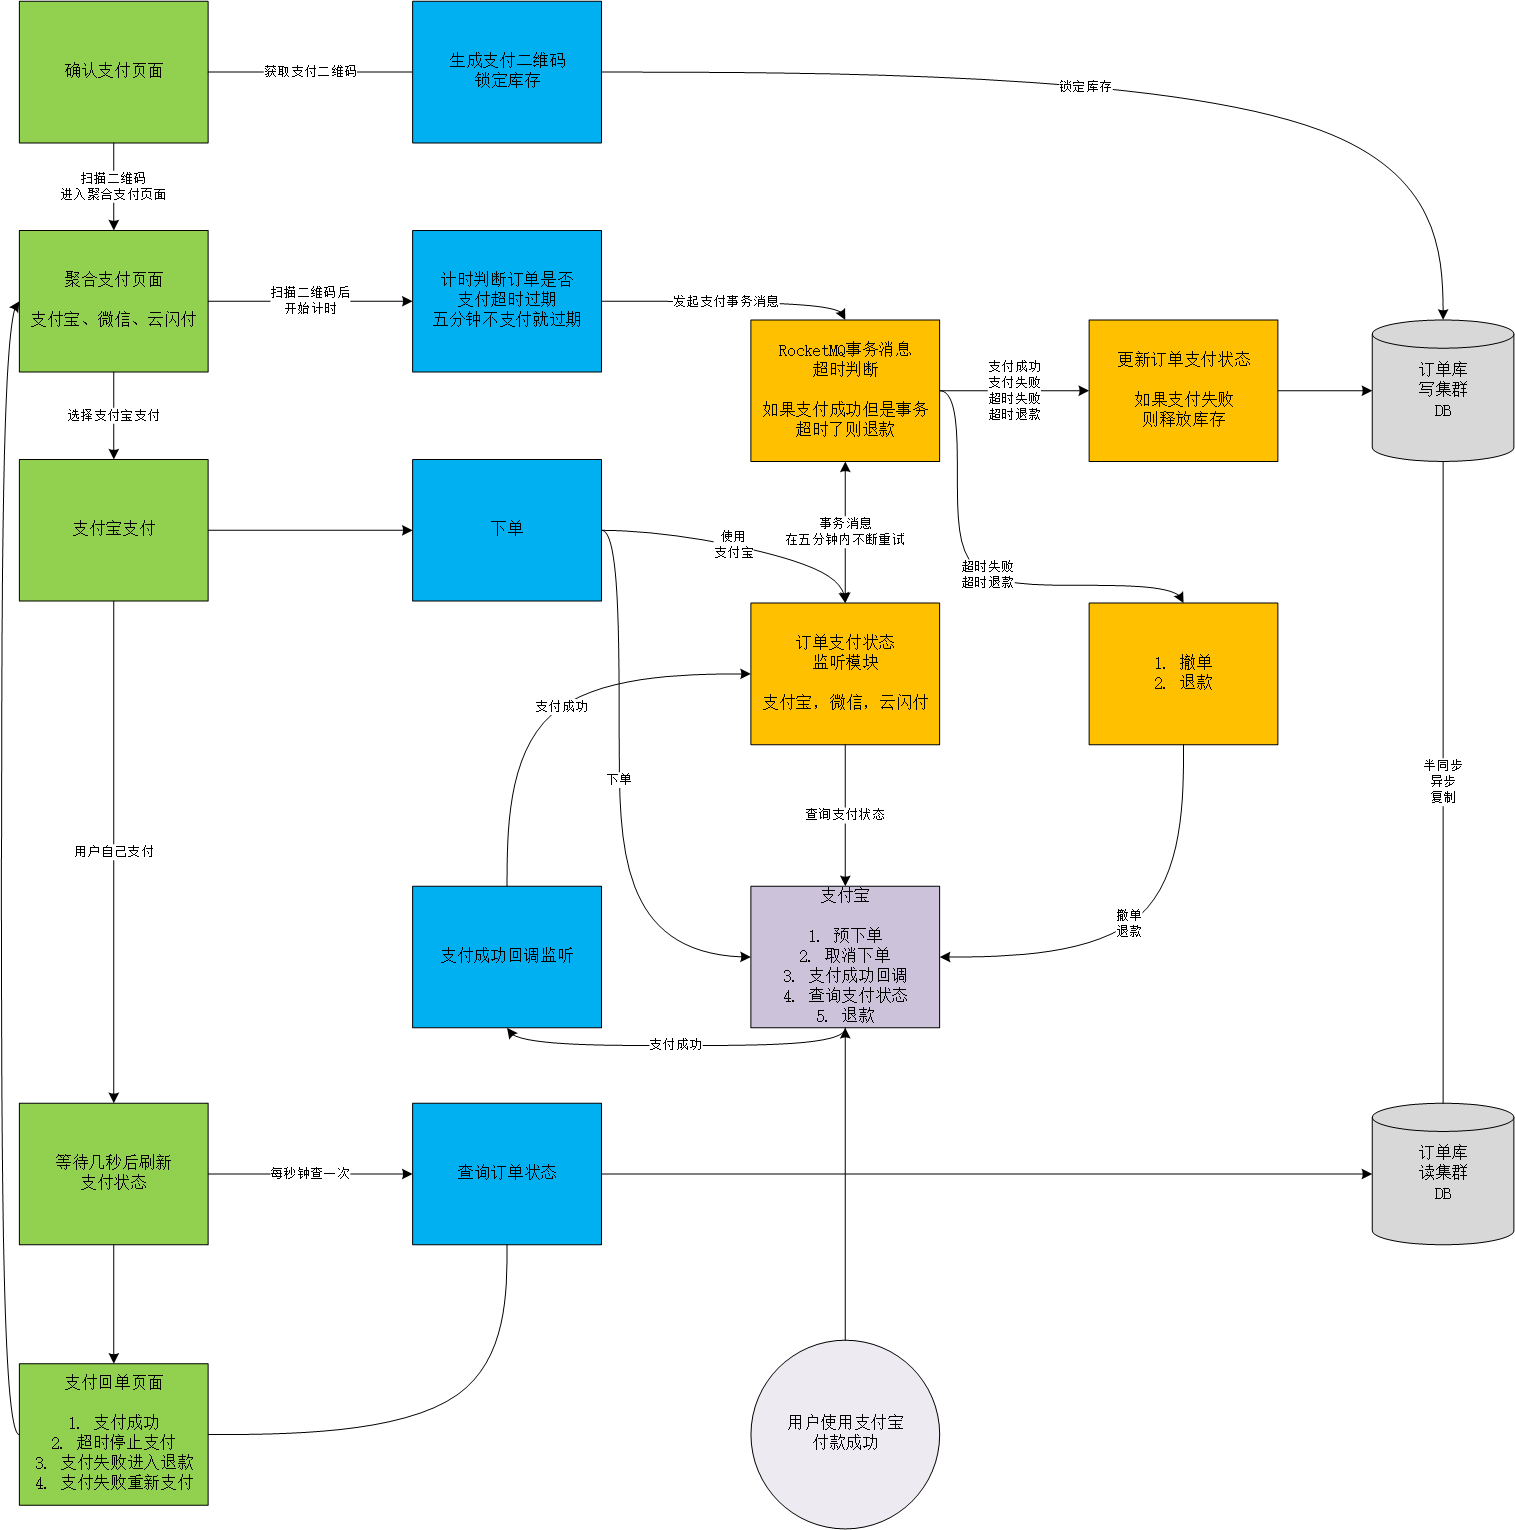 确认支付页面
获取支付二维码
生成支付二维码
锁定库存
锁定库存
扫描二维码
进入聚合支付页面
聚合支付页面
支付宝、微信、云闪付
扫描二维码后
开始计时
计时判断订单是否
支付超时过期
五分钟不支付就过期
发起支付事务消息
RocketMQ事务消息
超时判断
如果支付成功但是事务
超时了则退款
支付成功
支付失败
超时失败
超时退款
更新订单支付状态
如果支付失败
则释放库存
订单库
写集群
DB
选择支付宝支付
支付宝支付
下单
使用
支付宝
事务消息
在五分钟内不断重试
超时失败
超时退款
订单支付状态
监听模块
支付宝，微信，云闪付
1. 撤单
2. 退款
支付成功
下单
查询支付状态
半同步
异步
复制
用户自己支付
支付成功回调监听
支付宝
1. 预下单
2. 取消下单
3. 支付成功回调
4. 查询支付状态
5. 退款
撤单
退款
支付成功
等待几秒后刷新
支付状态
每秒钟查一次
查询订单状态
订单库
读集群
DB
支付回单页面
1. 支付成功
2. 超时停止支付
3. 支付失败进入退款
4. 支付失败重新支付
用户使用支付宝
付款成功